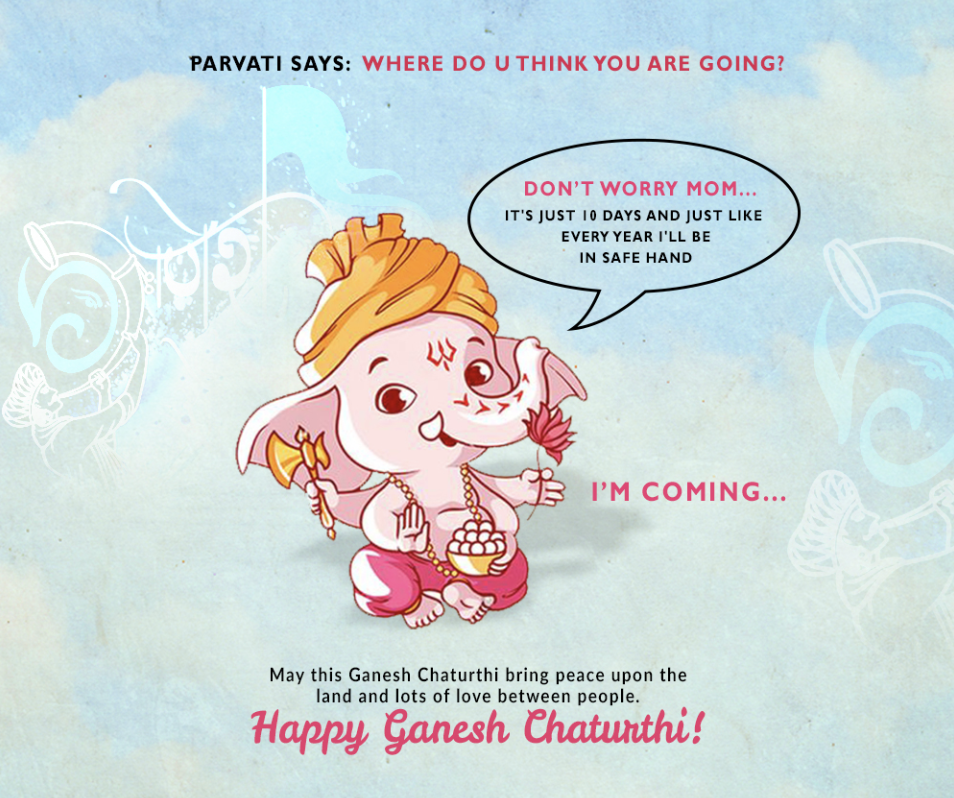 PARVATI SAYS: WHERE DO U THINK YOU ARE GOING?
DON'T WORRY MOM...
IT'S JUST 10 DAYS AND JUST LIKE
EVERY YEAR I'LL BE
IN SAFE HAND
I'M COMING...
May this Ganesh Chaturthi bring peace upon the
land and lots of love between people.
Happy Ganesh Chaturthi!